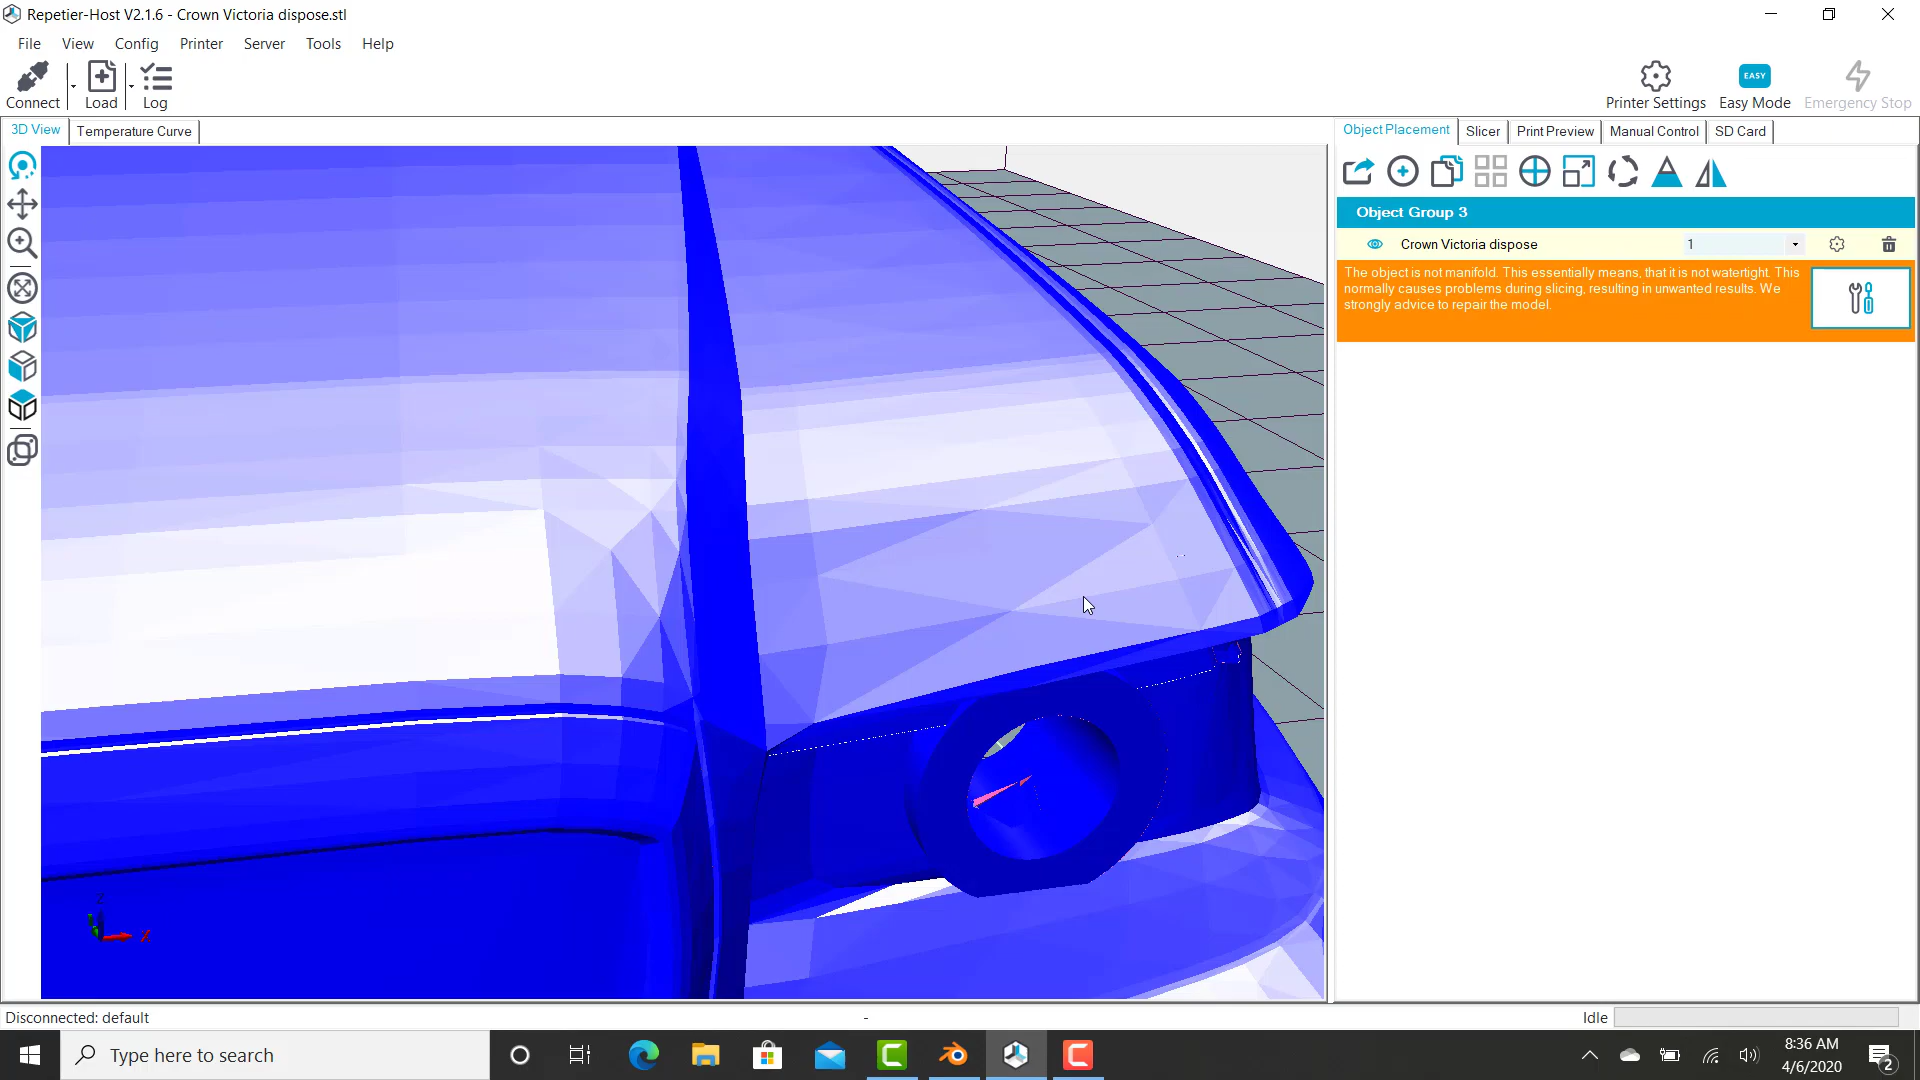 Repetier-Host V2.1.6 - Crown Victoria dispose.stl
File View Config Printer Server Tools Help
Connect Load Log
EASY
Printer Settings Easy Mode Emergency Stop
3D View Temperature Curve
Object Placement Slicer Print Preview Manual Control SD Card
Object Group 3
Crown Victoria dispose 1
The object is not manifold. This essentially means, that it is not watertight. This
normally causes problems during slicing, resulting in unwanted results. We
strongly advice to repair the model.
Z
X
Disconnected: default - Idle
Type here to search
8:36 AM
4/6/2020
2